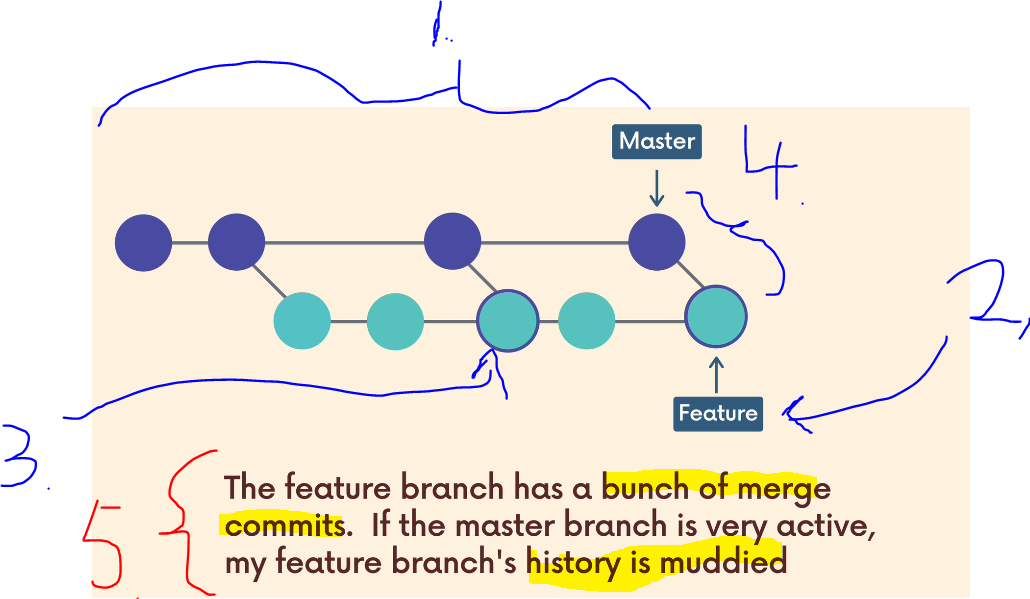 1.
Master
4.
2,
Feature
3.
5.
The feature branch has a bunch of merge
commits. If the master branch is very active,
my feature branch's history is muddied